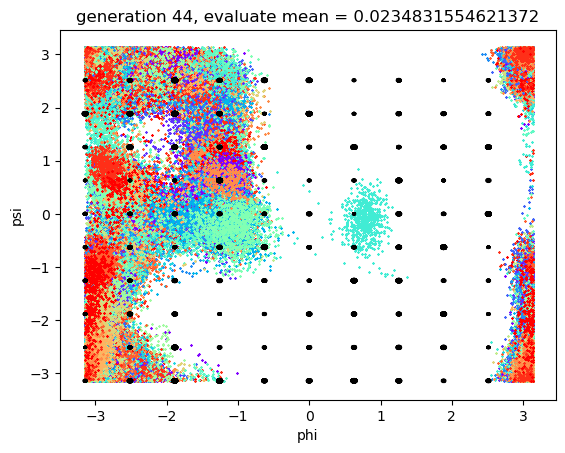 generation 44, evaluate mean = 0.0234831554621372
3
2
1
0
−1
−2
−3
psi
−3 −2 −1 0 1 2 3
phi